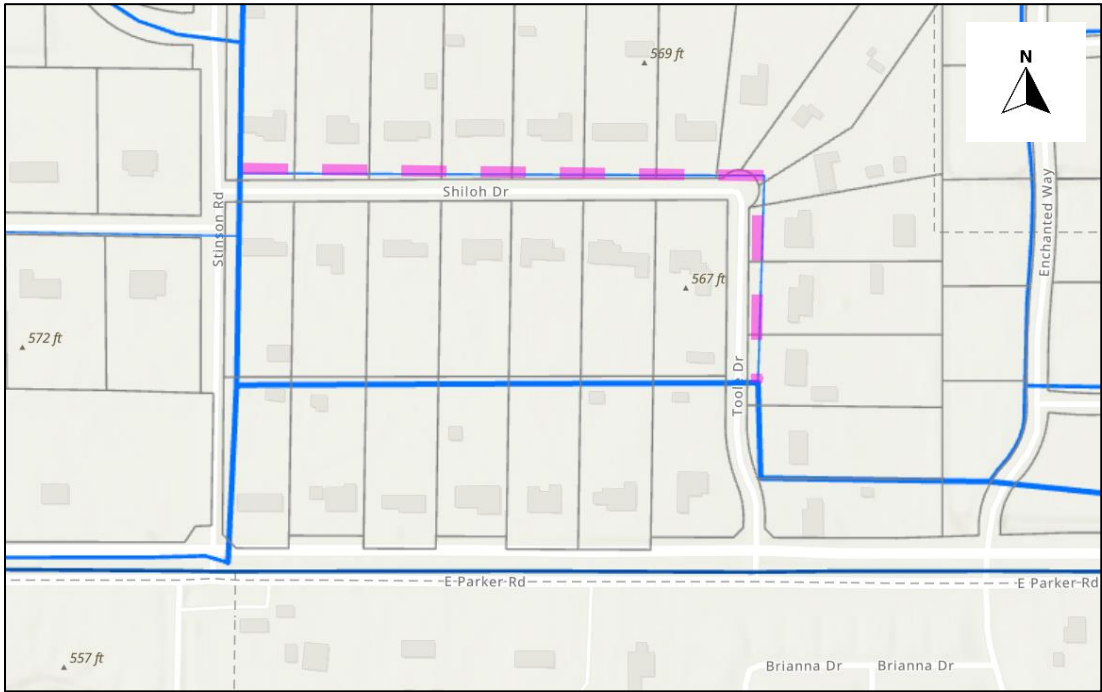 569 ft
N
Shiloh Dr
Stinson Rd
Enchanted Way
567 ft
572 ft
Toole Dr
E Parker Rd
E Parker Rd
557 ft
Brianna Dr
Brianna Dr